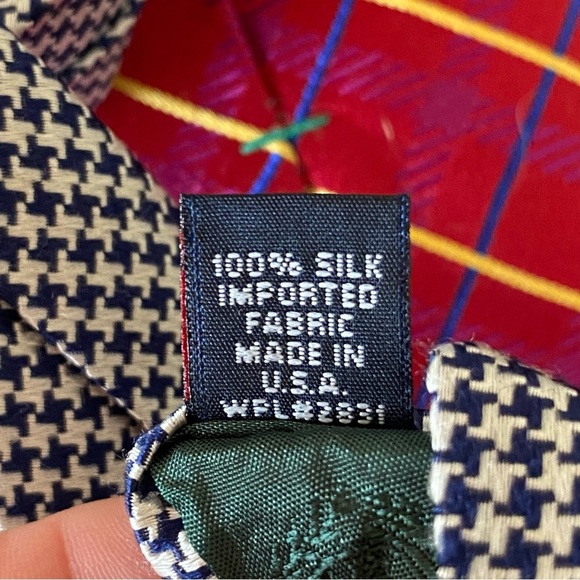 100% SILK
IMPORTED
FABRIC
MADE IN
U.S.A.
WPL#2831